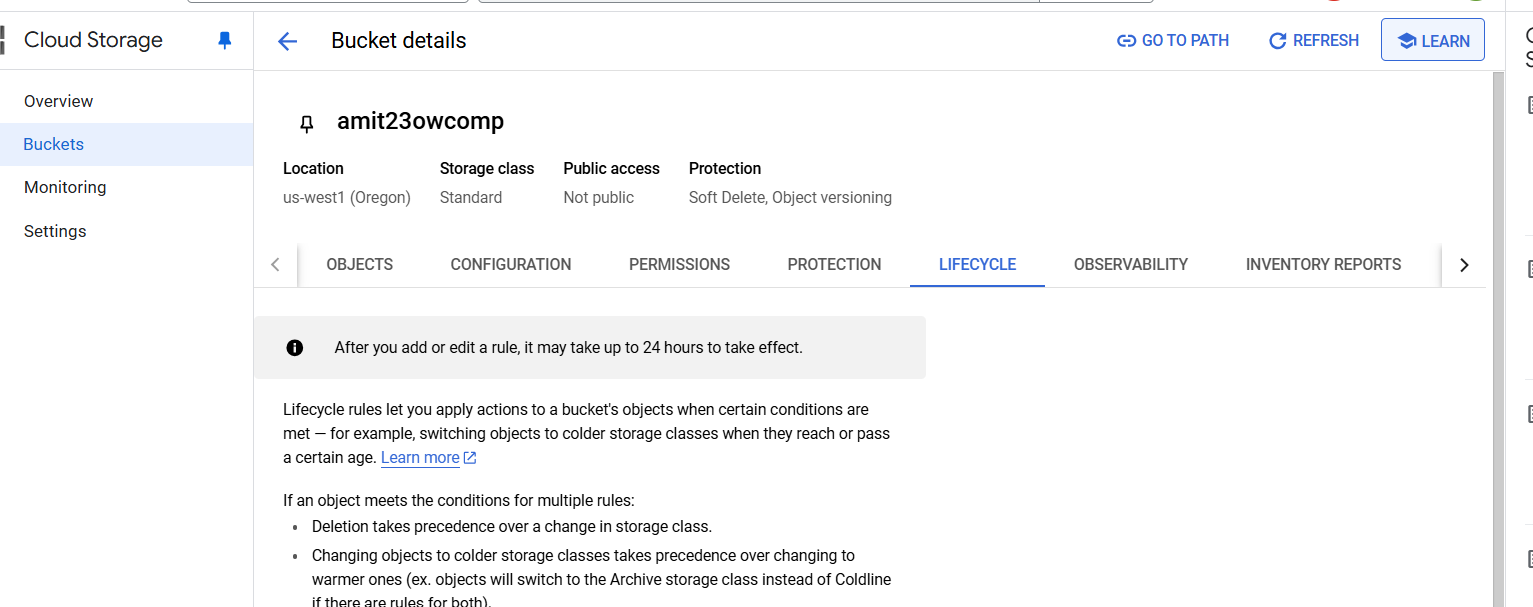 Cloud Storage
Bucket details
GO TO PATH
REFRESH
LEARN
Overview
Buckets
Monitoring
Settings
amit23owcomp
Location Storage class Public access Protection
us-west1 (Oregon) Standard Not public Soft Delete, Object versioning
OBJECTS CONFIGURATION PERMISSIONS PROTECTION LIFECYCLE OBSERVABILITY INVENTORY REPORTS
After you add or edit a rule, it may take up to 24 hours to take effect.
Lifecycle rules let you apply actions to a bucket's objects when certain conditions are
met — for example, switching objects to colder storage classes when they reach or pass
a certain age. Learn more
If an object meets the conditions for multiple rules:
• Deletion takes precedence over a change in storage class.
• Changing objects to colder storage classes takes precedence over changing to
warmer ones (ex. objects will switch to the Archive storage class instead of Coldline
if there are rules for both).